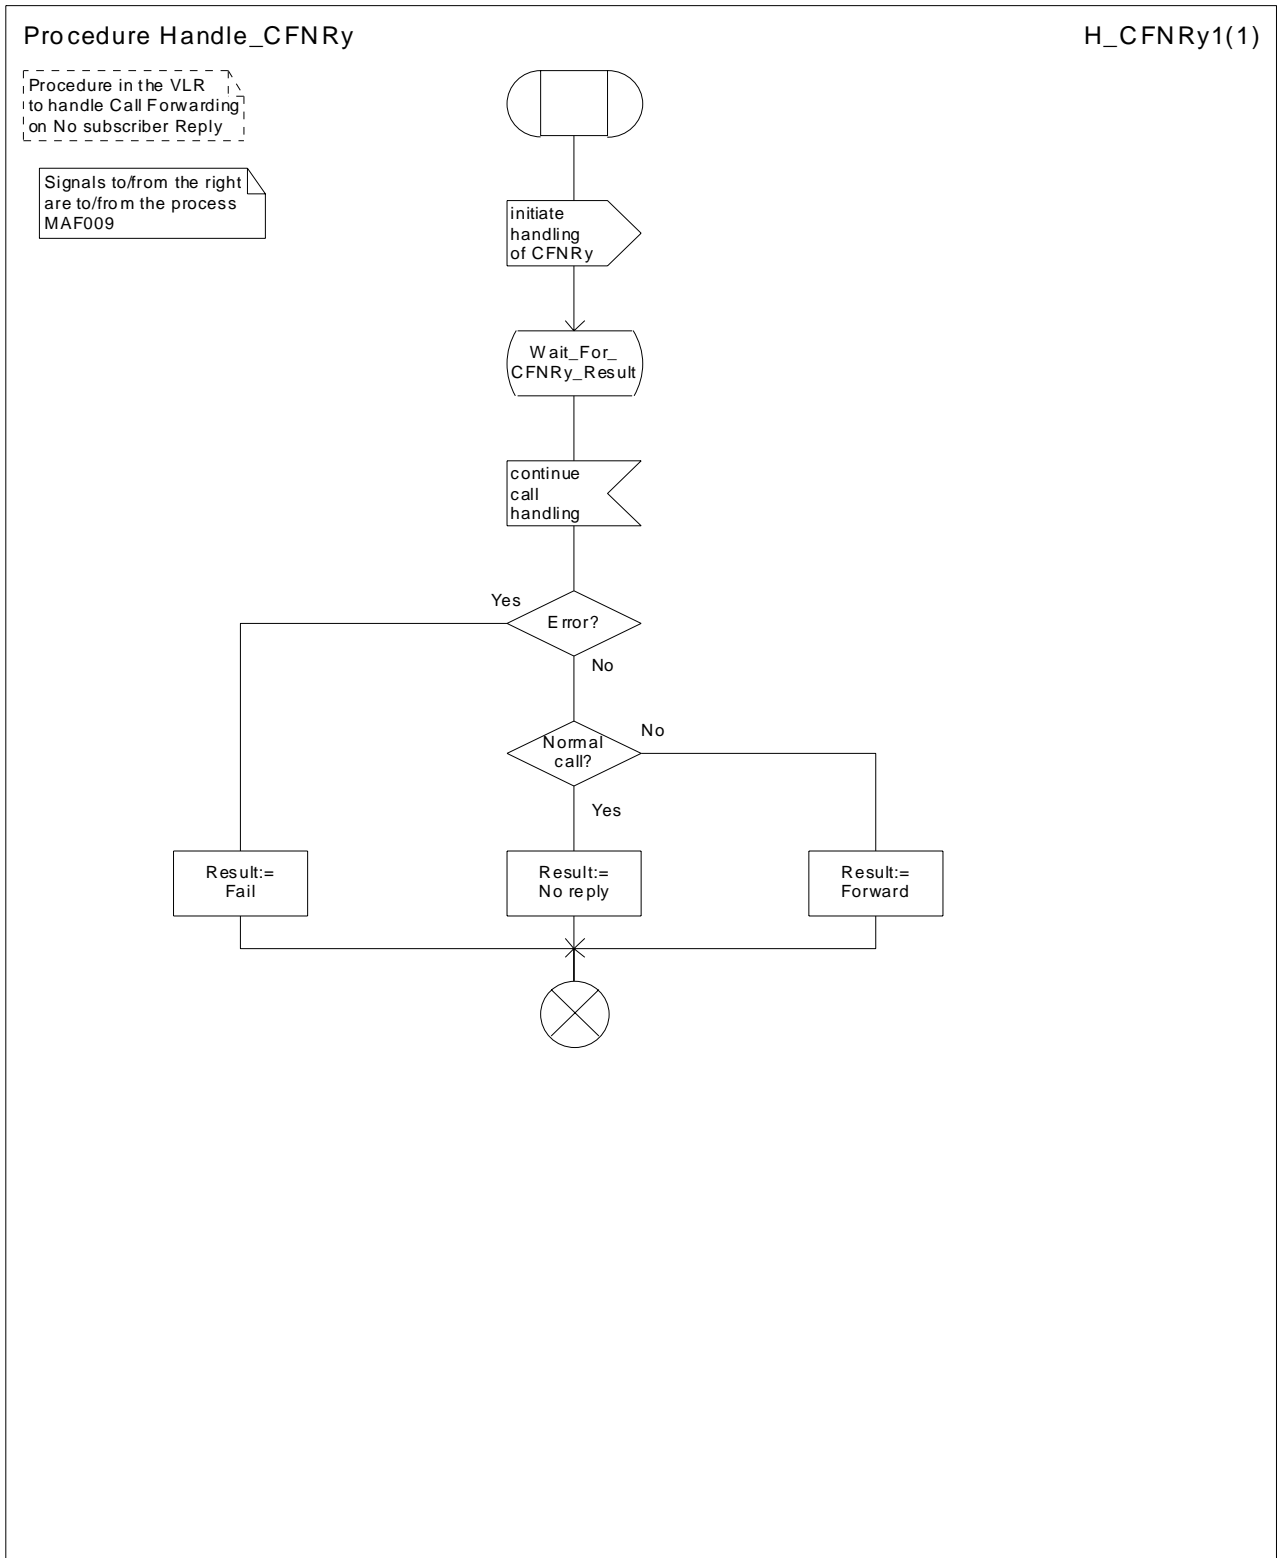 Procedure Handle_CFNRy
H_CFNRy1(1)
Procedure in the VLR
to handle Call Forwarding
on No subscriber Reply
Signals to/from the right
are to/from the process
MAF009
initiate
handling
of CFNRy
Wait_For_
CFNRy_Result
continue
call
handling
Yes
Error?
No
No
Normal
call?
Yes
Result:=
Fail
Result:=
No reply
Result:=
Forward